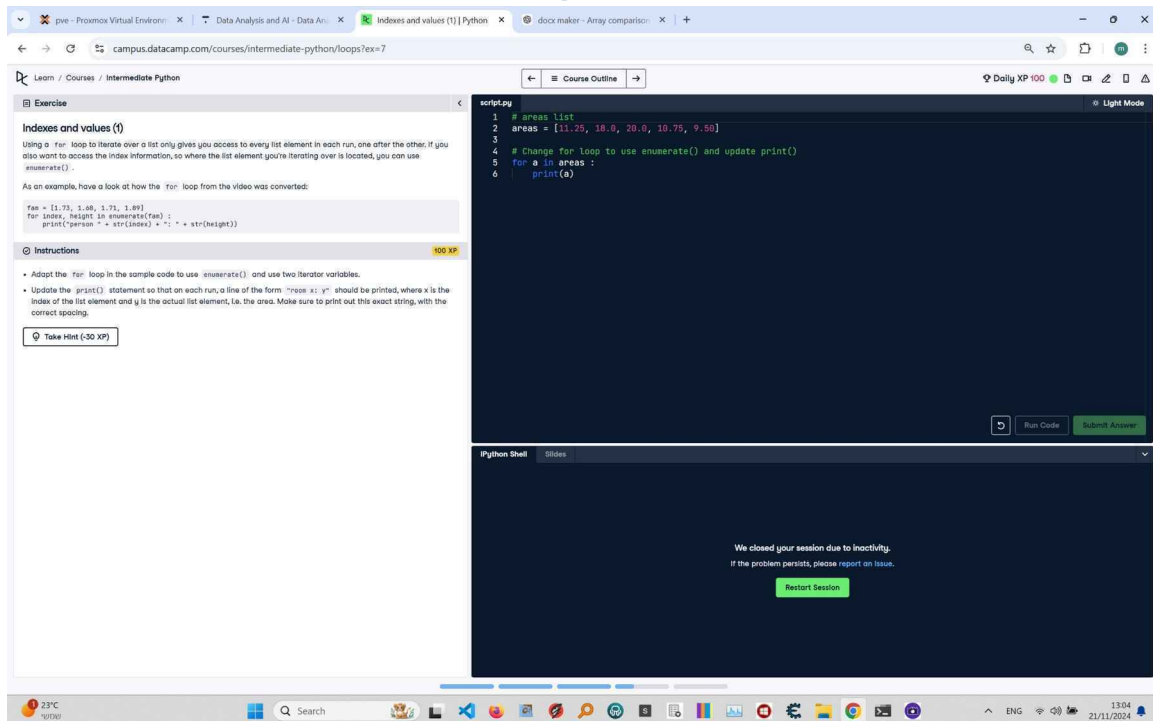 pve - Proxmox Virtual Environm
Data Analysis and AI - Data An
Indexes and values (1) | Python
docx maker - Array comparison
campus.datacamp.com/courses/intermediate-python/loops?ex=7
Learn / Courses / Intermediate Python
Course Outline
Daily XP 100
Exercise
Indexes and values (1)
Using a for loop to iterate over a list only gives you access to every list element in each run, one after the other. If you
also want to access the index information, so where the list element you're iterating over is located, you can use
enumerate() .
As an example, have a look at how the for loop from the video was converted:
fam = [1.73, 1.68, 1.71, 1.89]
for index, height in enumerate(fam) :
print("person " + str(index) + ": " + str(height))
Instructions
100 XP
• Adapt the for loop in the sample code to use enumerate() and use two iterator variables.
• Update the print() statement so that on each run, a line of the form "room x: y" should be printed, where x is the
index of the list element and y is the actual list element, i.e. the area. Make sure to print out this exact string, with the
correct spacing.
Take Hint (-30 XP)
script.py
Light Mode
1 # areas list
2 areas = [11.25, 18.0, 20.0, 10.75, 9.50]
3
4 # Change for loop to use enumerate() and update print()
5 for a in areas :
6 print(a)
Run Code
Submit Answer
IPython Shell
Slides
We closed your session due to inactivity.
If the problem persists, please report an issue.
Restart Session
1
23°C
שמשי
Search
ENG
13:04
21/11/2024